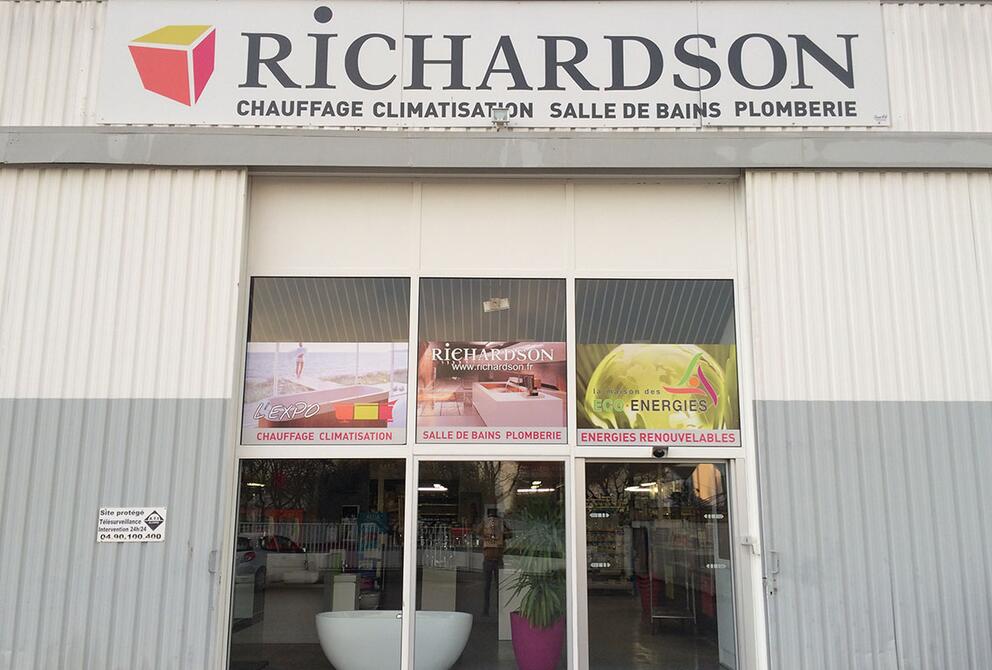 RiCHARDSON
CHAUFFAGE CLIMATISATION SALLE DE BAINS PLOMBERIE
L'EXPO
CHAUFFAGE CLIMATISATION
RiCHARDSON
www.richardson.fr
SALLE DE BAINS PLOMBERIE
la maison des
ECO·ENERGIES
ENERGIES RENOUVELABLES
Site protégé
Télésurveillance
Intervention 24h/24
04.90.100.400